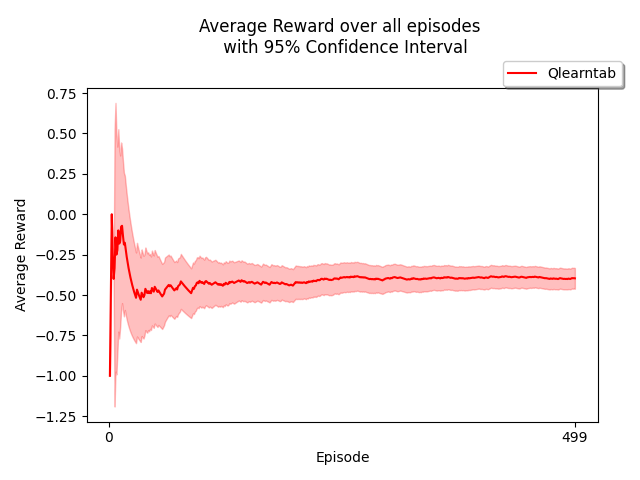 Average Reward over all episodes
with 95% Confidence Interval
Qlearntab
0.75
0.50
0.25
0.00
−0.25
−0.50
−0.75
−1.00
−1.25
Average Reward
0
499
Episode